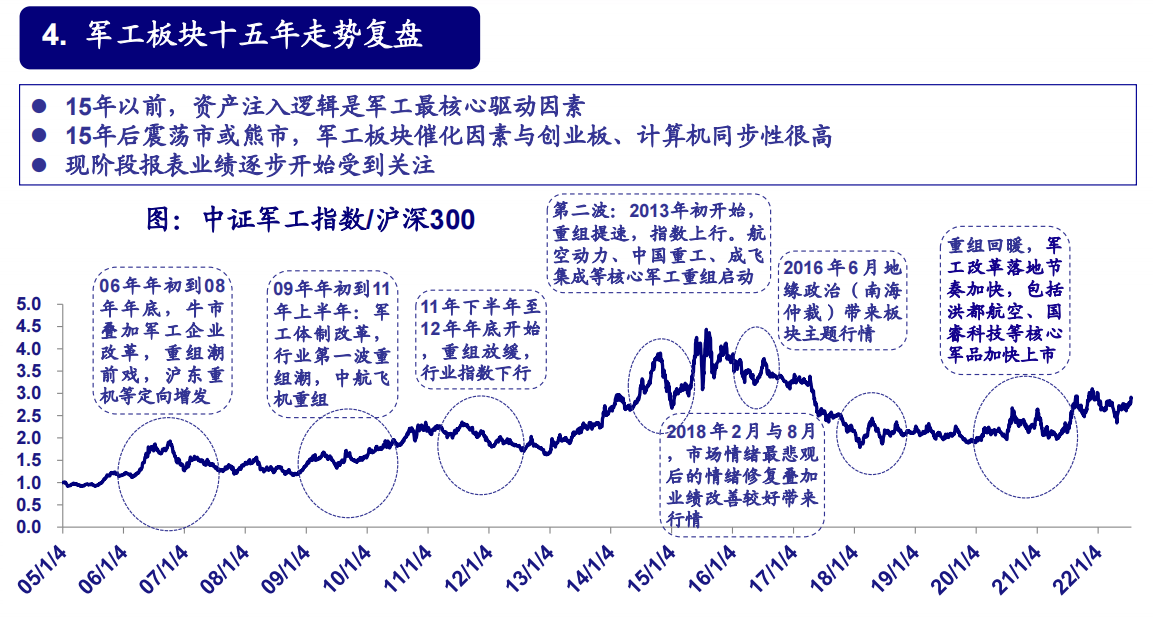 4. 军工板块十五年走势复盘
● 15年以前，资产注入逻辑是军工最核心驱动因素
● 15年后震荡市或熊市，军工板块催化因素与创业板、计算机同步性很高
● 现阶段报表业绩逐步开始受到关注
图：中证军工指数/沪深300
06年年初到08
年年底，牛市
叠加军工企业
改革，重组潮
前戏，沪东重
机等定向增发
09年年初到11
年上半年：军
工体制改革，
行业第一波重
组潮，中航飞
机重组
11年下半年至
12年年底开始
，重组放缓，
行业指数下行
第二波：2013年初开始，
重组提速，指数上行。航
空动力、中国重工、成飞
集成等核心军工重组启动
2016年6月地
缘政治（南海
仲裁）带来板
块主题行情
重组回暖，军
工改革落地节
奏加快，包括
洪都航空、国
睿科技等核心
军品加快上市
2018年2月与8月
，市场情绪最悲观
后的情绪修复叠加
业绩改善较好带来
行情
5.0
4.5
4.0
3.5
3.0
2.5
2.0
1.5
1.0
0.5
0.0
05/1/4
06/1/4
07/1/4
08/1/4
09/1/4
10/1/4
11/1/4
12/1/4
13/1/4
14/1/4
15/1/4
16/1/4
17/1/4
18/1/4
19/1/4
20/1/4
21/1/4
22/1/4